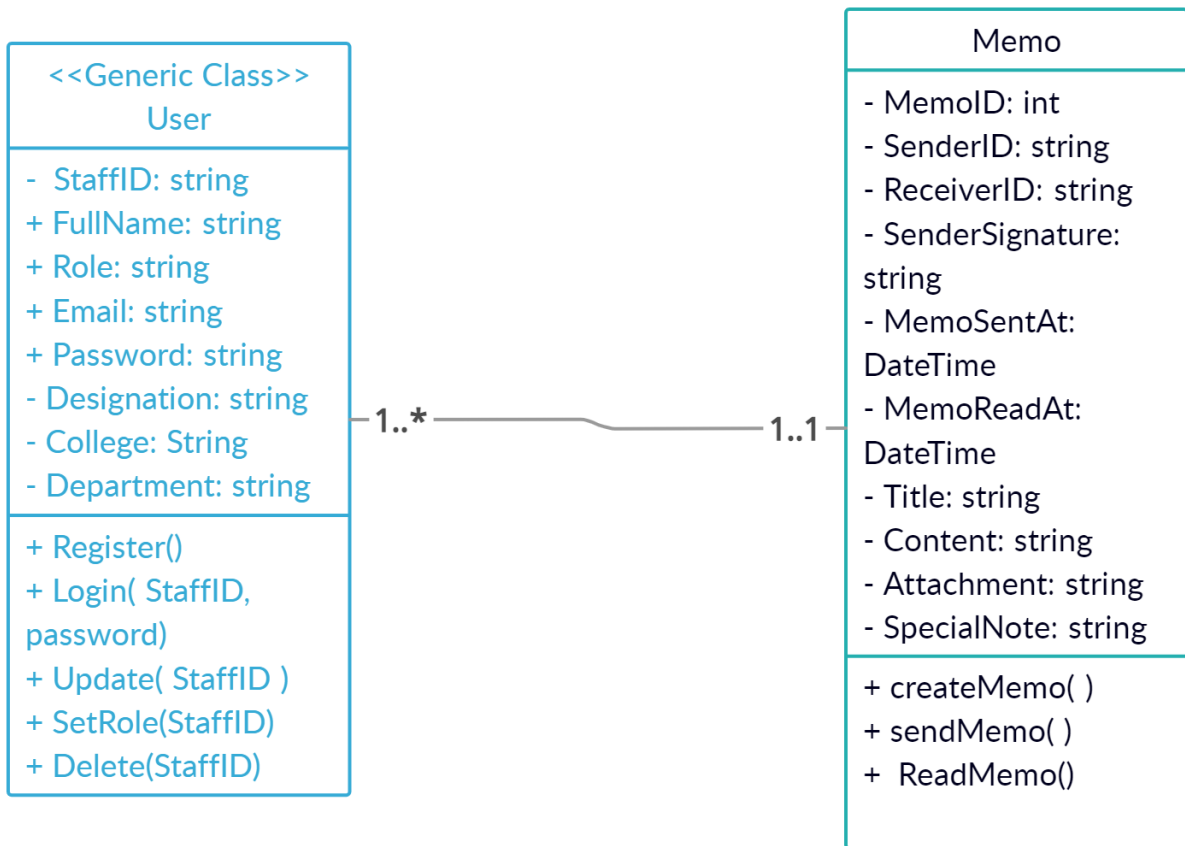 <<Generic Class>>
User
- StaffID: string
+ FullName: string
+ Role: string
+ Email: string
+ Password: string
- Designation: string
- College: String
- Department: string
+ Register()
+ Login( StaffID,
password)
+ Update( StaffID )
+ SetRole(StaffID)
+ Delete(StaffID)
1..*
1..1
Memo
- MemoID: int
- SenderID: string
- ReceiverID: string
- SenderSignature:
string
- MemoSentAt:
DateTime
- MemoReadAt:
DateTime
- Title: string
- Content: string
- Attachment: string
- SpecialNote: string
+ createMemo( )
+ sendMemo( )
+ ReadMemo()